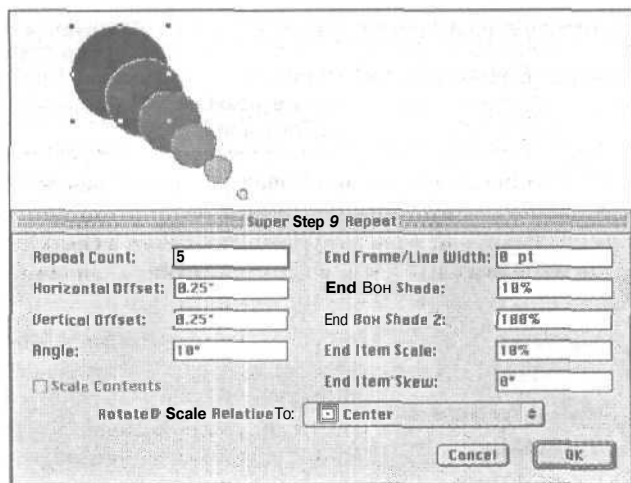 Super Step 9 Repeat
Repeat Count: 5
Horizontal Offset: 0.25"
Vertical Offset: 0.25"
Angle: 10°
Scale Contents
End Frame/Line Width: 0 pt
End Box Shade: 10%
End Box Shade 2: 100%
End Item Scale: 10%
End Item Skew: 0°
Rotate& Scale Relative To: Center
Cancel
OK